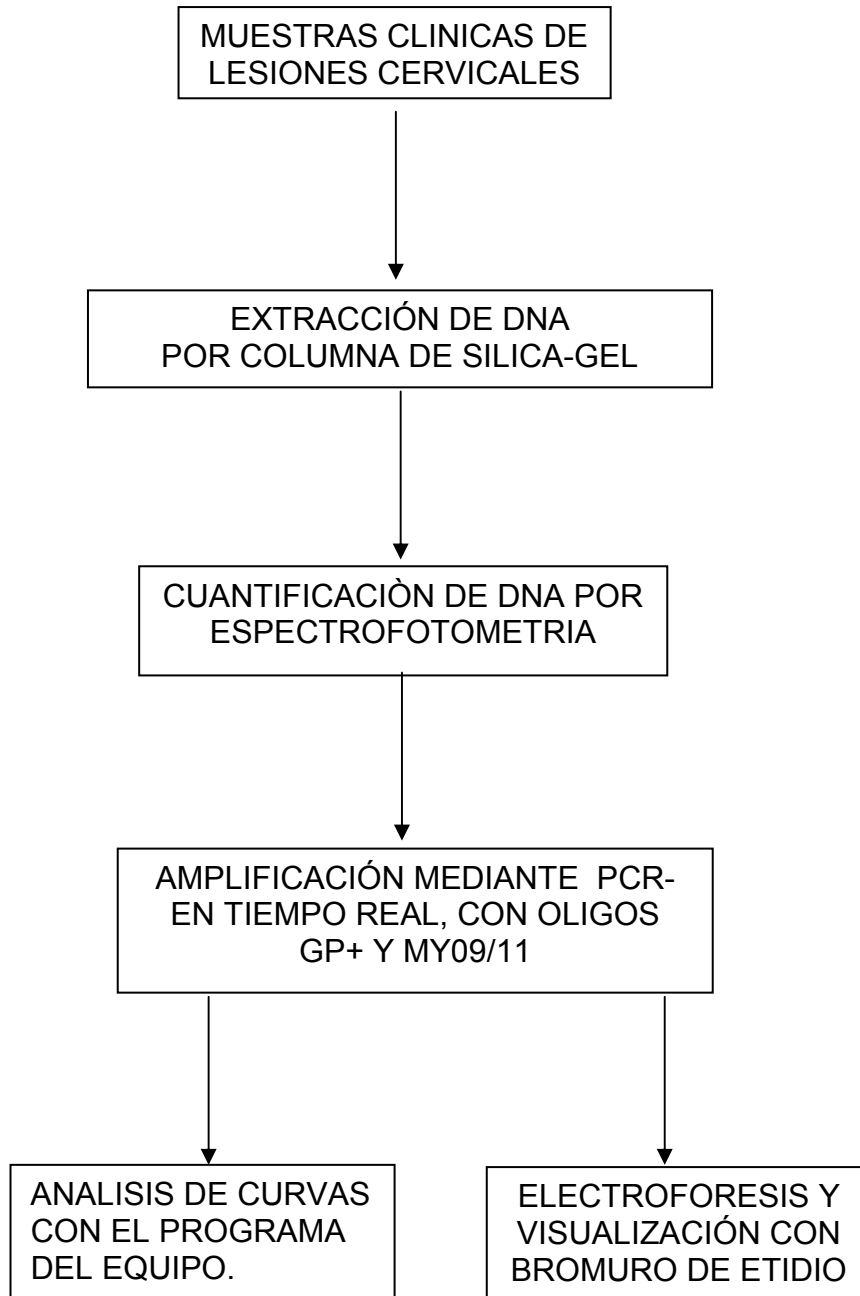 MUESTRAS CLINICAS DE
LESIONES CERVICALES
EXTRACCIÓN DE DNA
POR COLUMNA DE SILICA-GEL
CUANTIFICACIÒN DE DNA POR
ESPECTROFOTOMETRIA
AMPLIFICACIÓN MEDIANTE PCR-
EN TIEMPO REAL, CON OLIGOS
GP+ Y MY09/11
ANALISIS DE CURVAS
CON EL PROGRAMA
DEL EQUIPO.
ELECTROFORESIS Y
VISUALIZACIÓN CON
BROMURO DE ETIDIO